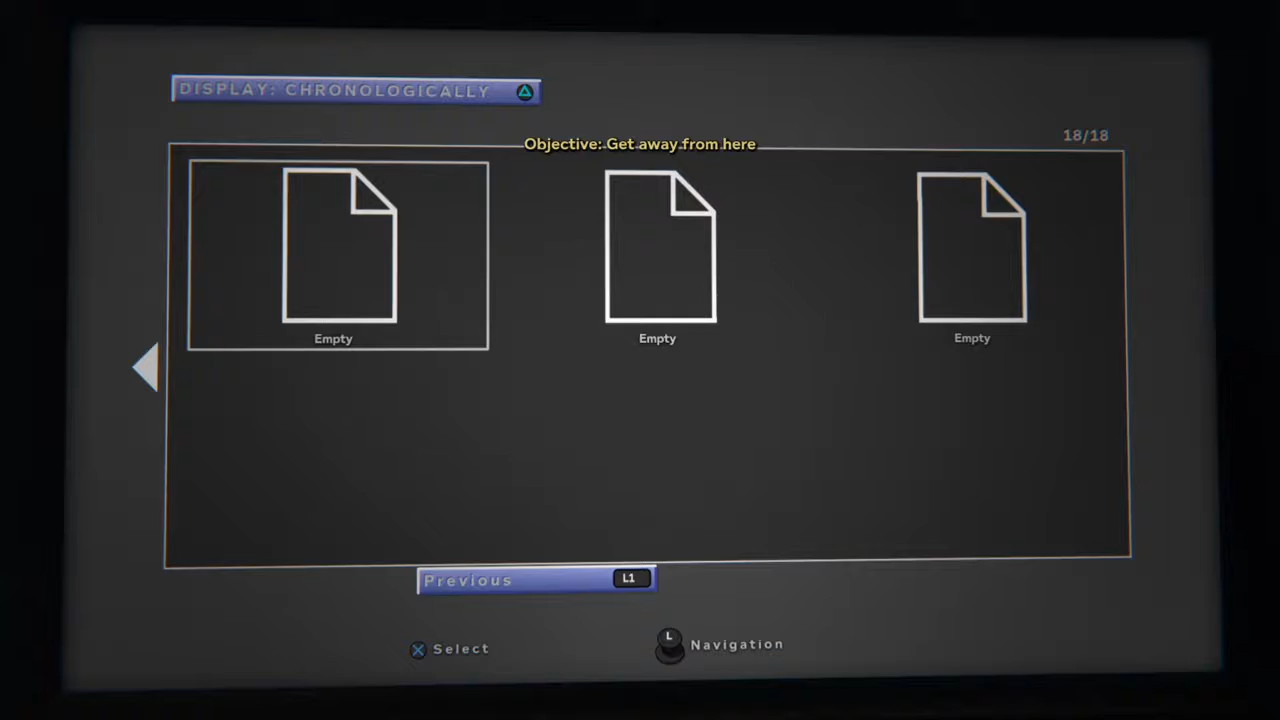 DISPLAY: CHRONOLOGICALLY
18/18
Objective: Get away from here
Empty
Empty
Empty
Previous
L1
Select
L
Navigation